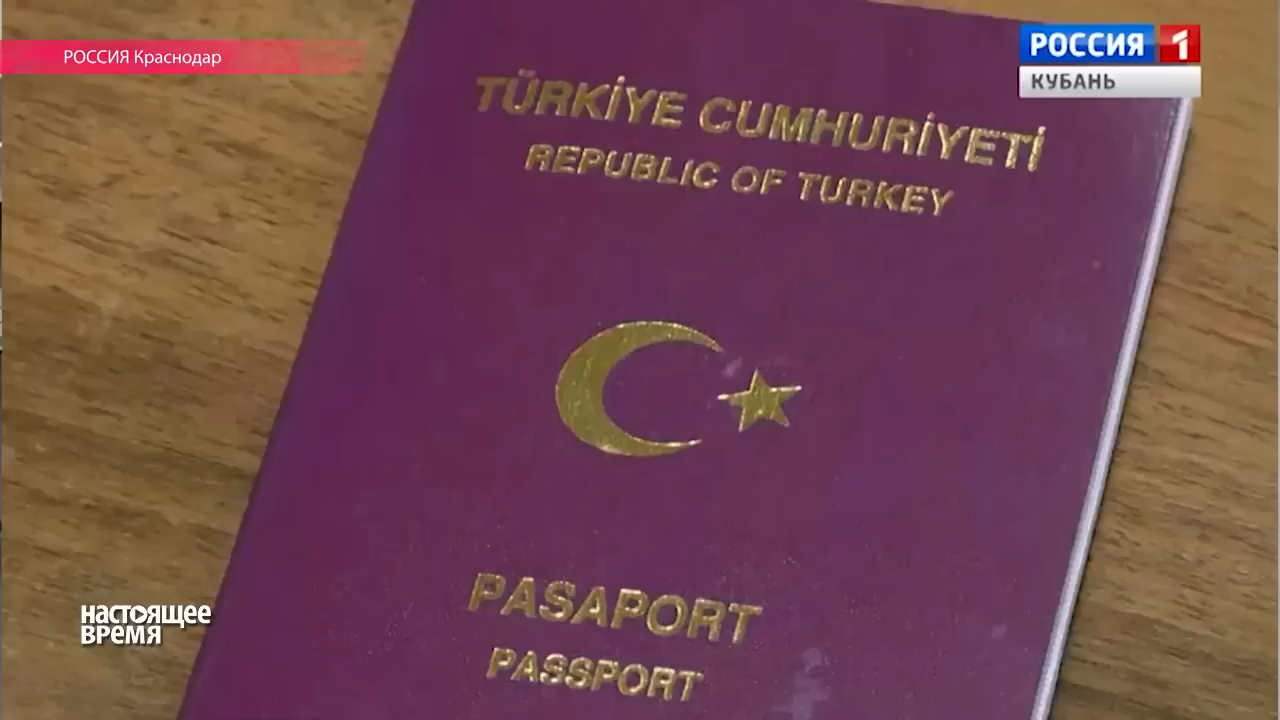 РОССИЯ Краснодар
РОССИЯ 1
КУБАНЬ
TÜRKİYE CUMHURİYETİ
REPUBLIC OF TURKEY
PASAPORT
PASSPORT
НАСТОЯЩЕЕ
ВРЕМЯ